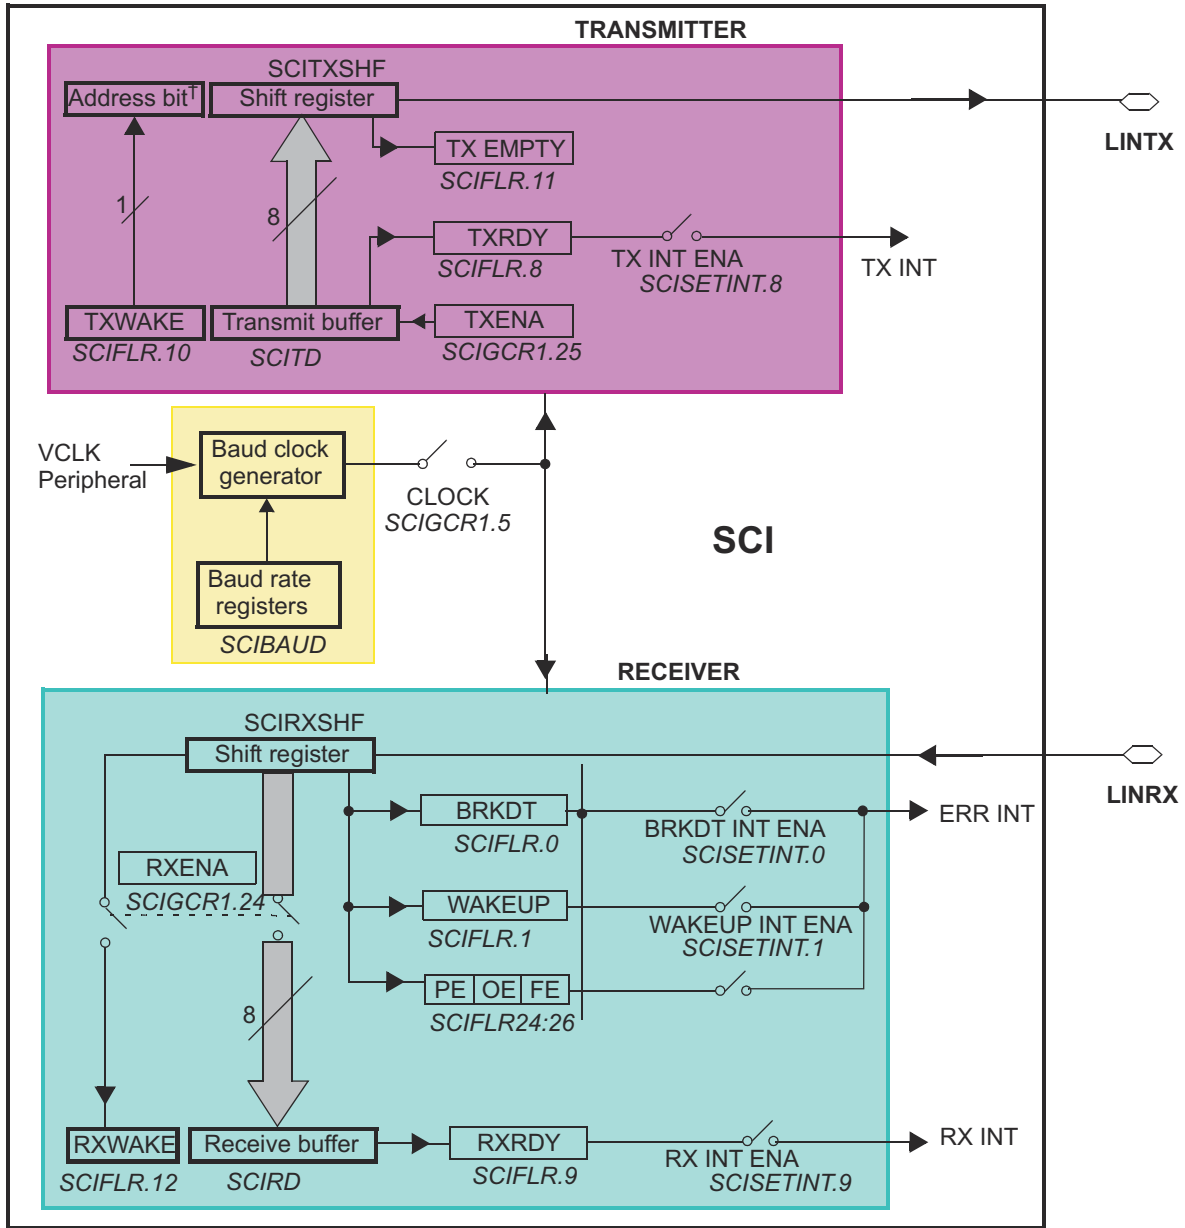 TRANSMITTER
SCITXSHF
Address bit†
Shift register
TX EMPTY
SCIFLR.11
LINTX
1
8
TXRDY
SCIFLR.8
TX INT ENA
SCISETINT.8
TX INT
TXWAKE
SCIFLR.10
Transmit buffer
SCITD
TXENA
SCIGCR1.25
VCLK
Peripheral
Baud clock
generator
CLOCK
SCIGCR1.5
SCI
Baud rate
registers
SCIBAUD
RECEIVER
SCIRXSHF
Shift register
LINRX
BRKDT
SCIFLR.0
BRKDT INT ENA
SCISETINT.0
ERR INT
RXENA
SCIGCR1.24
WAKEUP
SCIFLR.1
WAKEUP INT ENA
SCISETINT.1
PE OE FE
SCIFLR24:26
8
RXWAKE
SCIFLR.12
Receive buffer
SCIRD
RXRDY
SCIFLR.9
RX INT ENA
SCISETINT.9
RX INT